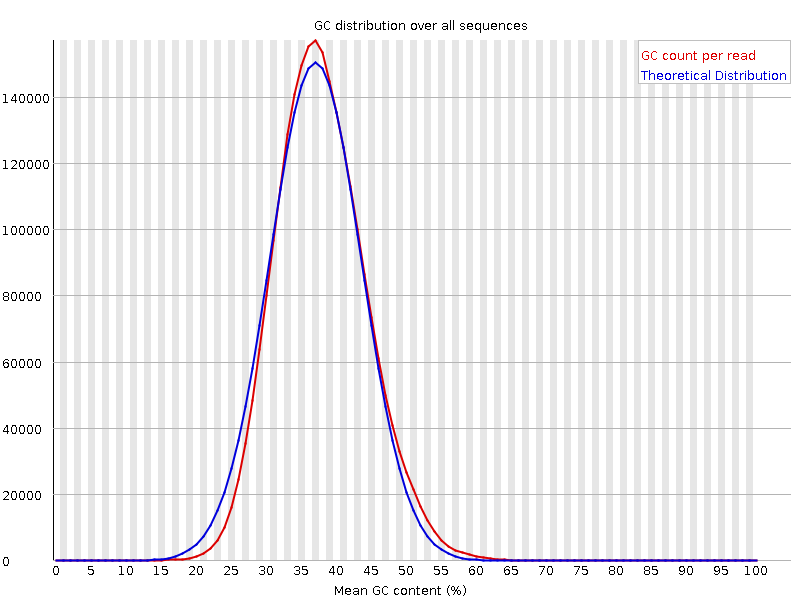 GC distribution over all sequences
GC count per read
Theoretical Distribution
140000
120000
100000
80000
60000
40000
20000
0
0 5 10 15 20 25 30 35 40 45 50 55 60 65 70 75 80 85 90 95 100
Mean GC content (%)